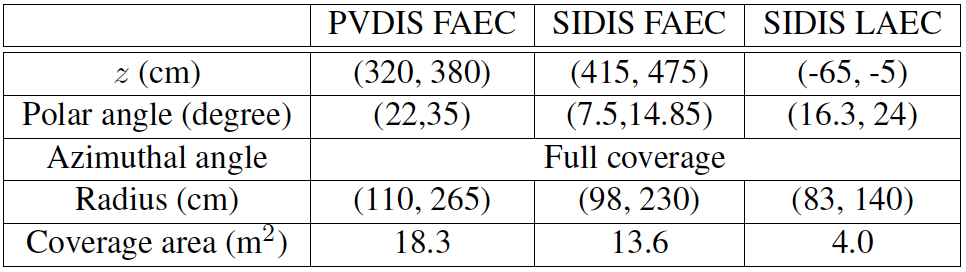 PVDIS FAEC SIDIS FAEC SIDIS LAEC
z (cm) (320, 380) (415, 475) (-65, -5)
Polar angle (degree) (22,35) (7.5,14.85) (16.3, 24)
Azimuthal angle Full coverage
Radius (cm) (110, 265) (98, 230) (83, 140)
Coverage area (m²) 18.3 13.6 4.0